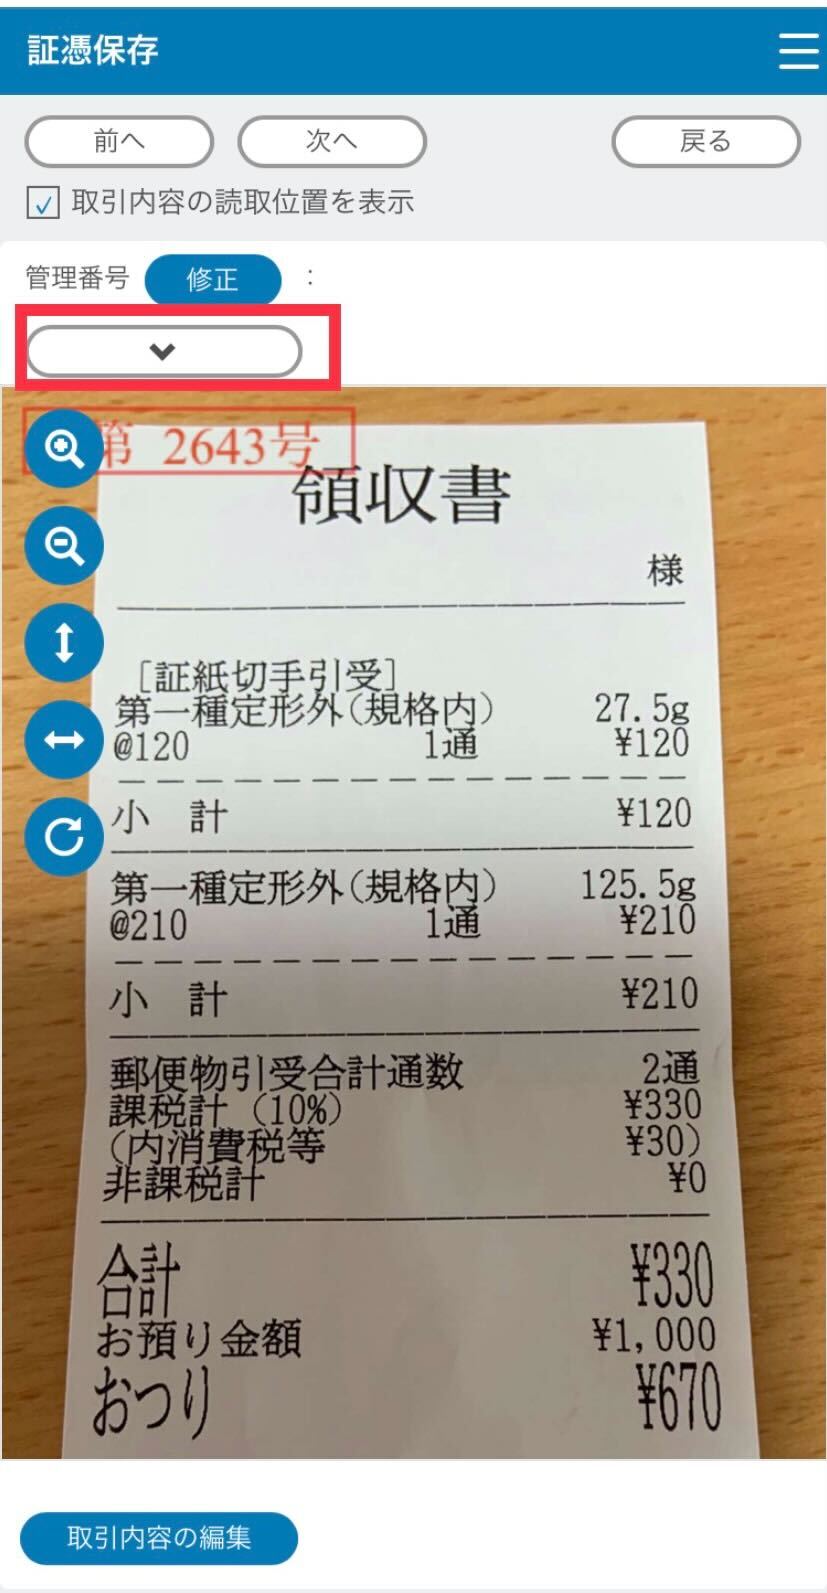 証憑保存
前へ 次へ 戻る
取引内容の読取位置を表示
管理番号 修正 :
第 2643号
領収書
様
[証紙切手引受]
第一種定形外(規格内) 27.5g
@120 1通 ¥120
小 計 ¥120
第一種定形外(規格内) 125.5g
@210 1通 ¥210
小 計 ¥210
郵便物引受合計通数 2通
課税計 (10%) ¥330
(内消費税等 ¥30)
非課税計 ¥0
合計 ¥330
お預り金額 ¥1,000
おつり ¥670
取引内容の編集